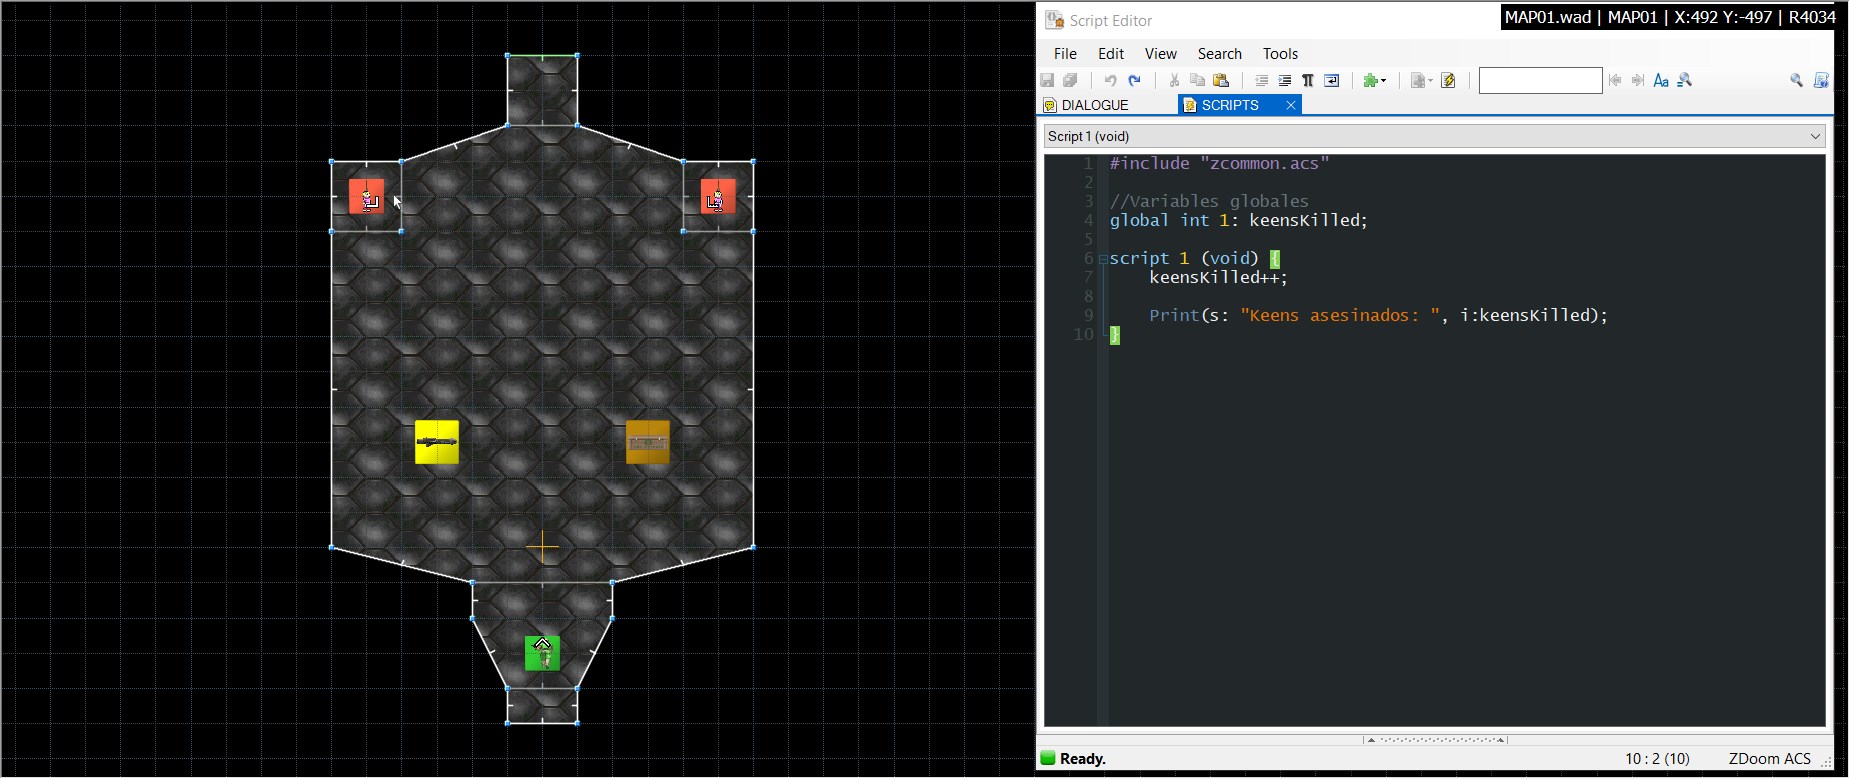 Script Editor
MAP01.wad | MAP01 | X:492 Y:-497 | R4034
File Edit View Search Tools
Aa
DIALOGUE SCRIPTS
Script 1 (void)
1 #include "zcommon.acs"
2
3 //Variables globales
4 global int 1: keensKilled;
5
6 script 1 (void) {
7 keensKilled++;
8
9 Print(s: "Keens asesinados: ", i:keensKilled);
10 }
Ready. 10 : 2 (10) ZDoom ACS